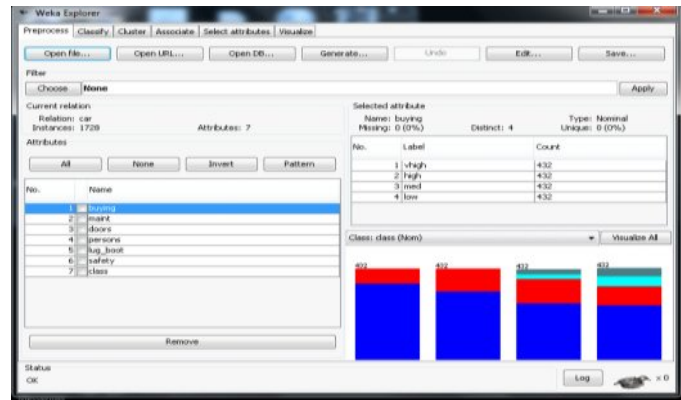 Weka Explorer
Preprocess Classify Cluster Associate Select attributes Visualize
Open file... Open URL... Open DB... Generate... Undo Edit... Save...
Filter
Choose None Apply
Current relation
Relation: car
Instances: 1728 Attributes: 7
Attributes
All None Invert Pattern
No. Name
1 buying
2 maint
3 doors
4 persons
5 lug_boot
6 safety
7 class
Remove
Selected attribute
Name: buying Type: Nominal
Missing: 0 (0%) Distinct: 4 Unique: 0 (0%)
No. Label Count
1 vhigh 432
2 high 432
3 med 432
4 low 432
Class: class (Nom) Visualize All
432 432 432 432
Status
OK Log x 0